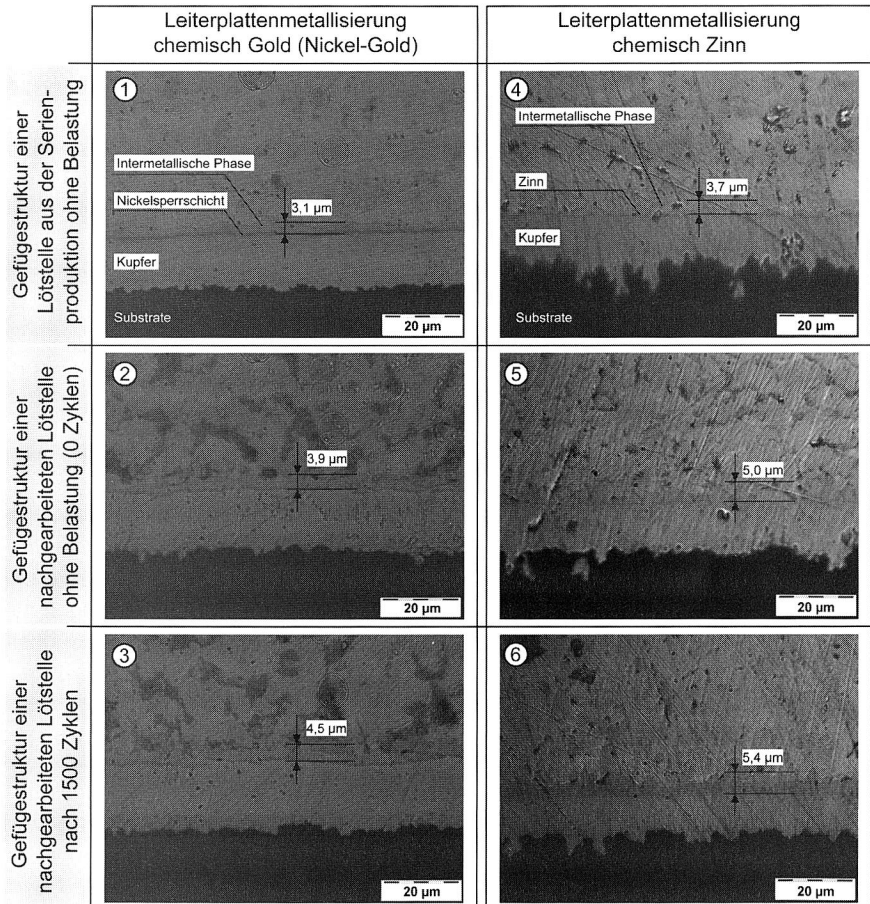 Leiterplattenmetallisierung
chemisch Gold (Nickel-Gold)
Leiterplattenmetallisierung
chemisch Zinn
Gefügestruktur einer
Lötstelle aus der Serien-
produktion ohne Belastung
1
Intermetallische Phase
Nickelsperrschicht
3,1 µm
Kupfer
Substrate
20 µm
4
Intermetallische Phase
Zinn
3,7 µm
Kupfer
Substrate
20 µm
Gefügestruktur einer
nachgearbeiteten Lötstelle
ohne Belastung (0 Zyklen)
2
3,9 µm
20 µm
5
5,0 µm
20 µm
Gefügestruktur einer
nachgearbeiteten Lötstelle
nach 1500 Zyklen
3
4,5 µm
20 µm
6
5,4 µm
20 µm